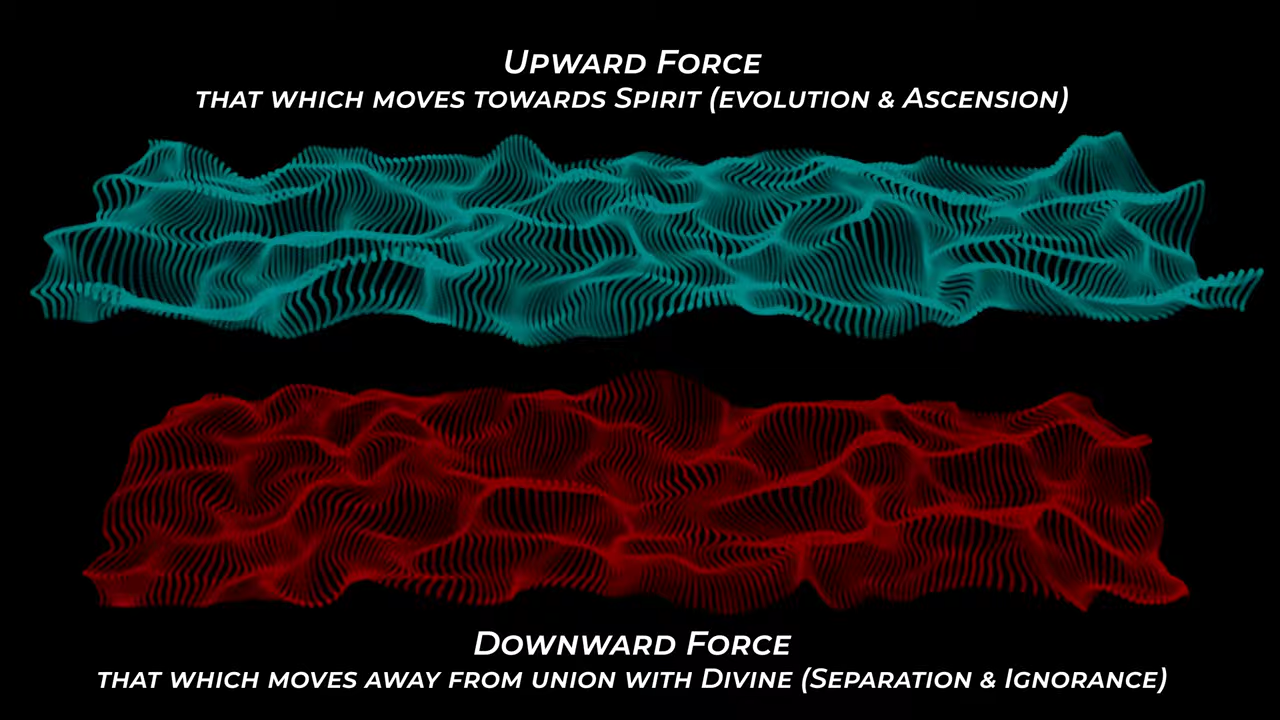 Upward Force
that which moves towards Spirit (evolution & Ascension)
Downward Force
that which moves away from union with Divine (Separation & Ignorance)